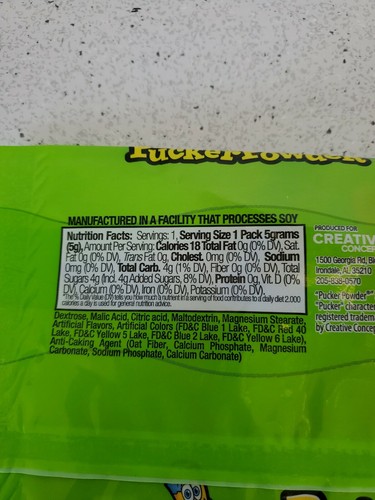 PuckerPowder
MANUFACTURED IN A FACILITY THAT PROCESSES SOY
Nutrition Facts: Servings: 1, Serving Size 1 Pack 5grams
(5g), Amount Per Serving: Calories 18 Total Fat 0g (0% DV), Sat.
Fat 0g (0% DV), Trans Fat 0g, Cholest. 0mg (0% DV), Sodium
0mg (0% DV), Total Carb. 4g (1% DV), Fiber 0g (0% DV), Total
Sugars 4g (Incl. 4g Added Sugars, 8% DV), Protein 0g, Vit. D (0%
DV), Calcium (0% DV), Iron (0% DV), Potassium (0% DV).
*The % Daily Value (DV) tells you how much a nutrient in a serving of food contributes to a daily diet 2,000
calories a day is used for general nutrition advice.
Dextrose, Malic Acid, Citric acid, Maltodextrin, Magnesium Stearate,
Artificial Flavors, Artificial Colors (FD&C Blue 1 Lake, FD&C Red 40
Lake, FD&C Yellow 5 Lake, FD&C Blue 2 Lake, FD&C Yellow 6 Lake),
Anti-Caking Agent (Oat Fiber, Calcium Phosphate, Magnesium
Carbonate, Sodium Phosphate, Calcium Carbonate)
PRODUCED FOR
CREATIV
CONCEP
1500 Georgia Rd, Bl
Irondale, AL 35210
205-838-0570
"Pucker Powder"
"Pucker" character
registered tradem
by Creative Concep